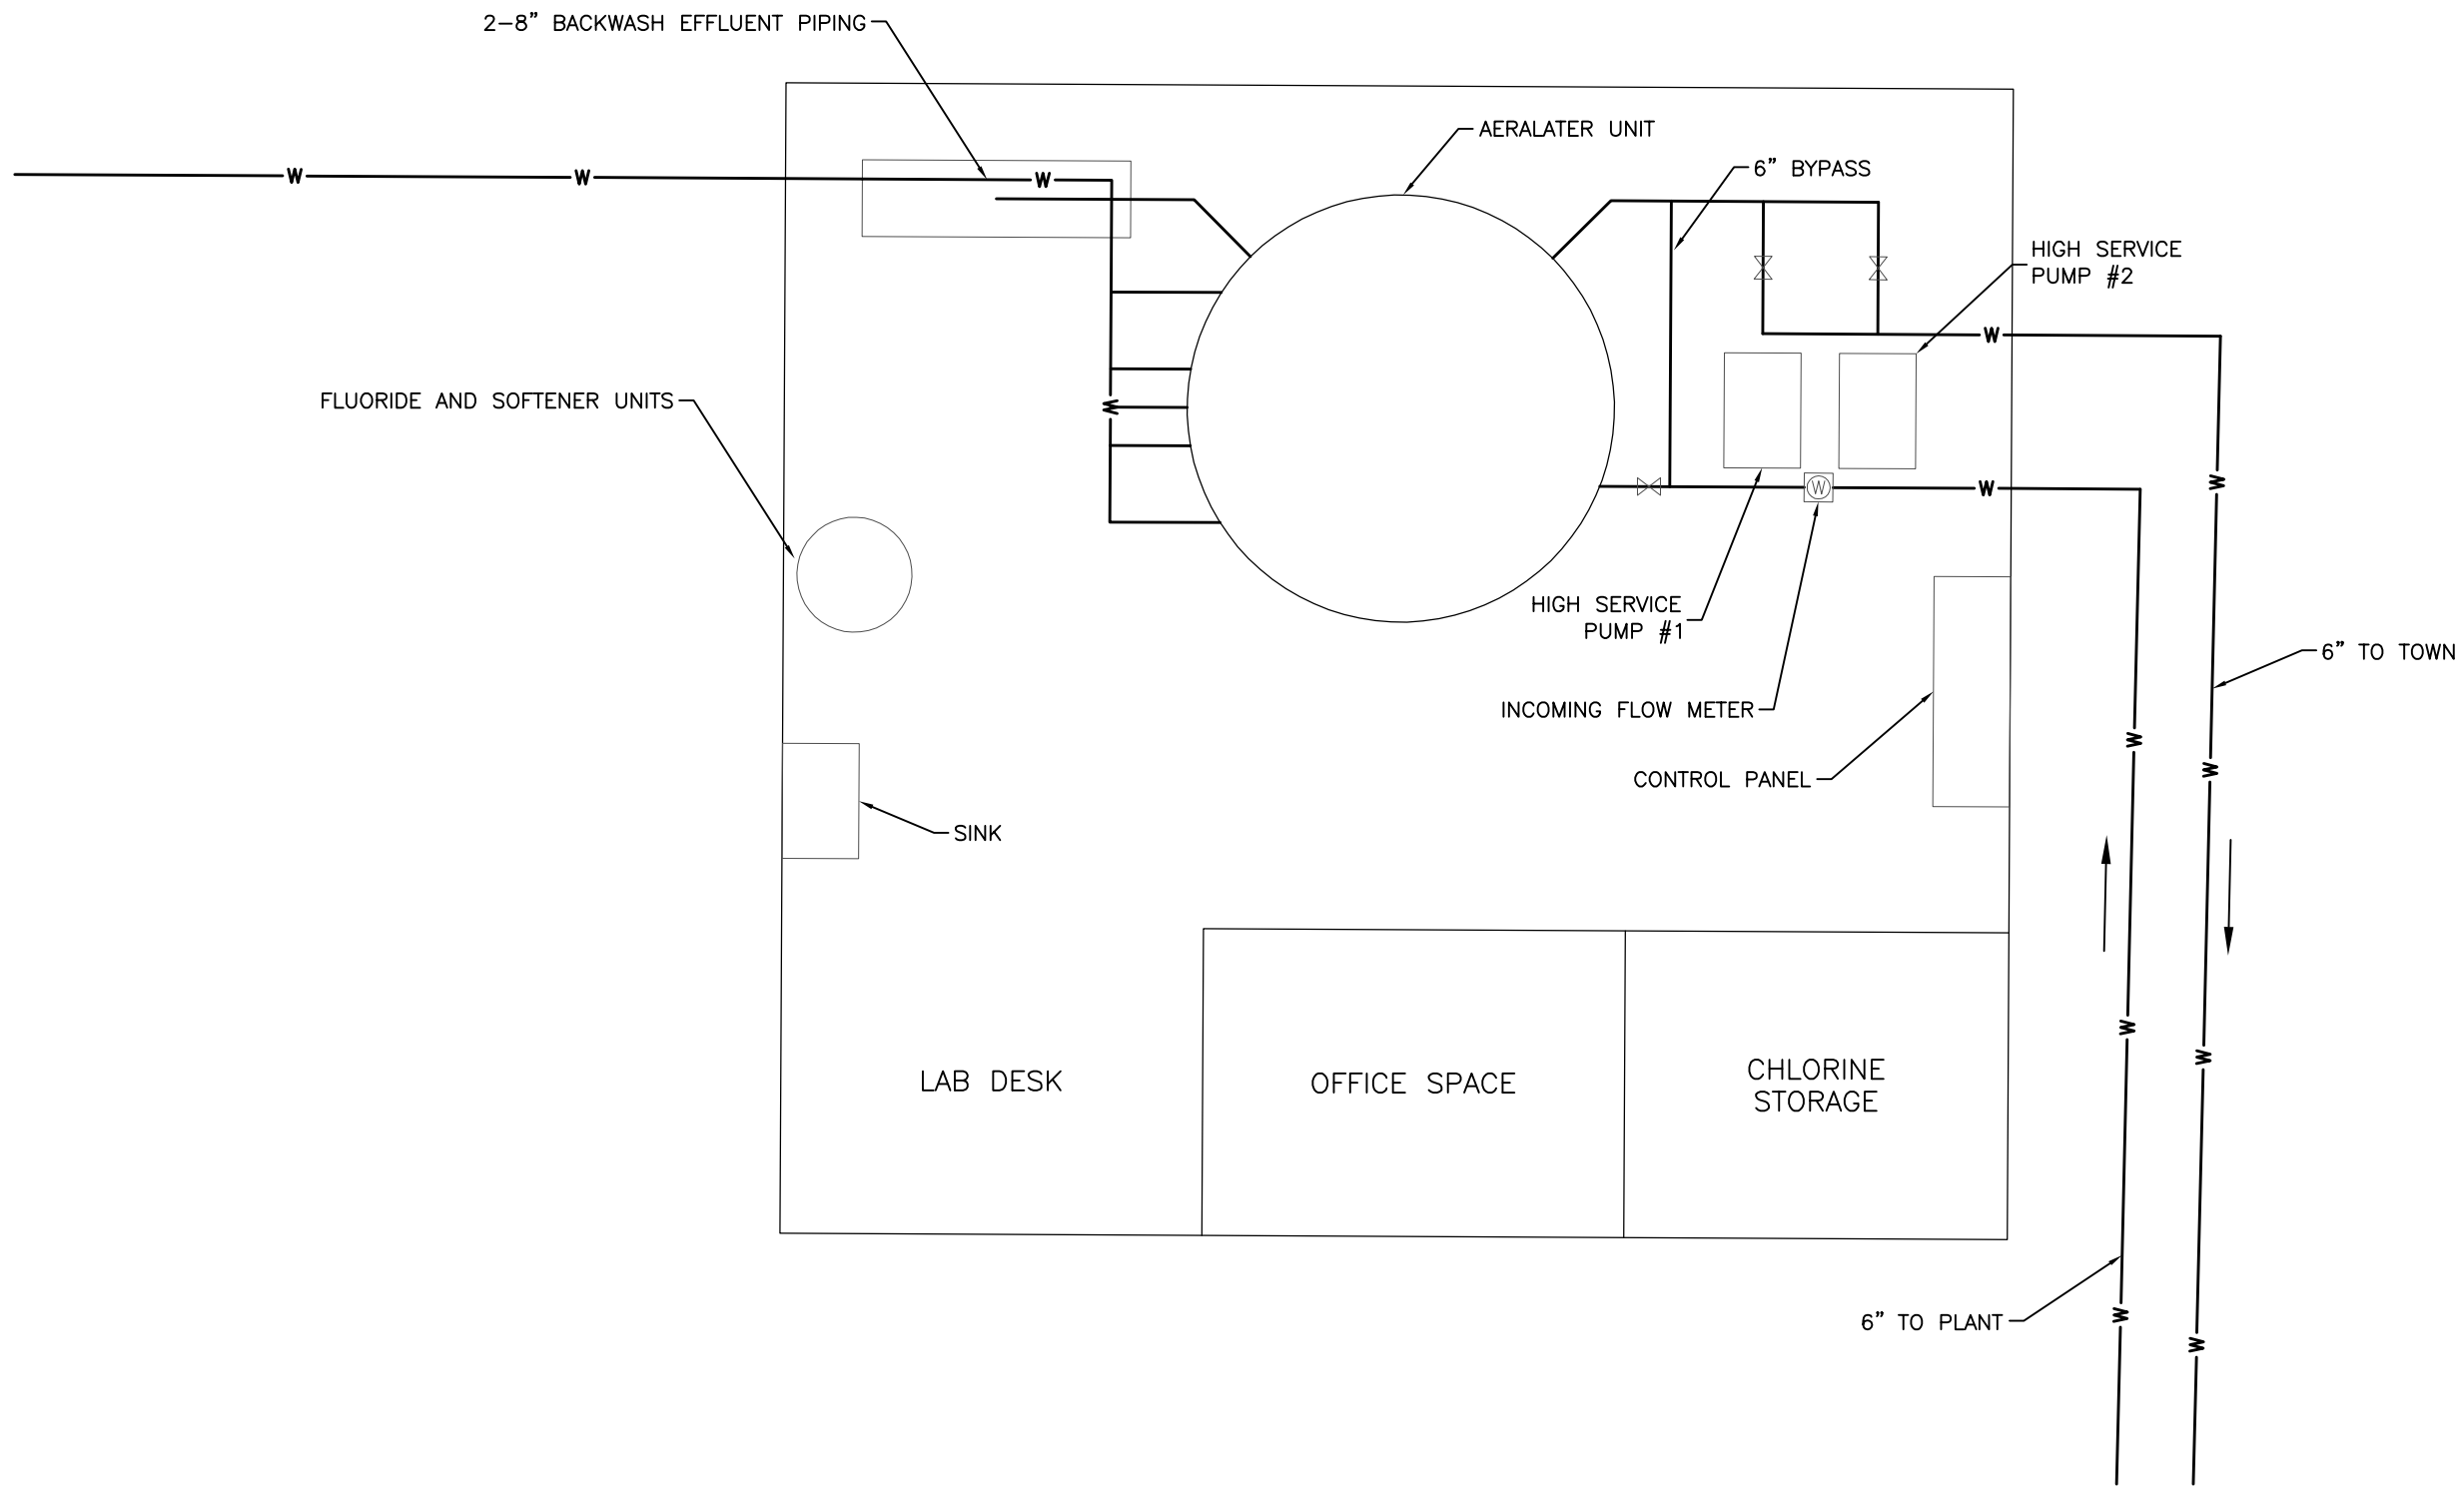 2-8" BACKWASH EFFLUENT PIPING
AERALATER UNIT
6" BYPASS
W
W
W
HIGH SERVICE
PUMP #2
W
FLUORIDE AND SOFTENER UNITS
W
W
W
W
HIGH SERVICE
PUMP #1
6" TO TOWN
INCOMING FLOW METER
W
W
CONTROL PANEL
SINK
W
W
LAB DESK
OFFICE SPACE
CHLORINE
STORAGE
6" TO PLANT
W
W